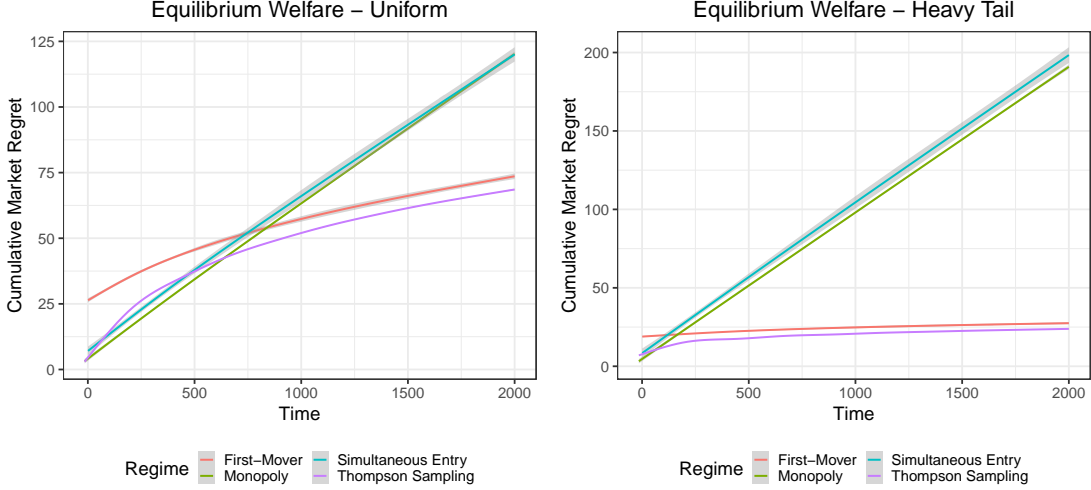 Equilibrium Welfare − Uniform
Cumulative Market Regret
125
100
75
50
25
0
0 500 1000 1500 2000
Time
Regime
First−Mover Simultaneous Entry
Monopoly Thompson Sampling
Equilibrium Welfare − Heavy Tail
Cumulative Market Regret
200
150
100
50
0
0 500 1000 1500 2000
Time
Regime
First−Mover Simultaneous Entry
Monopoly Thompson Sampling